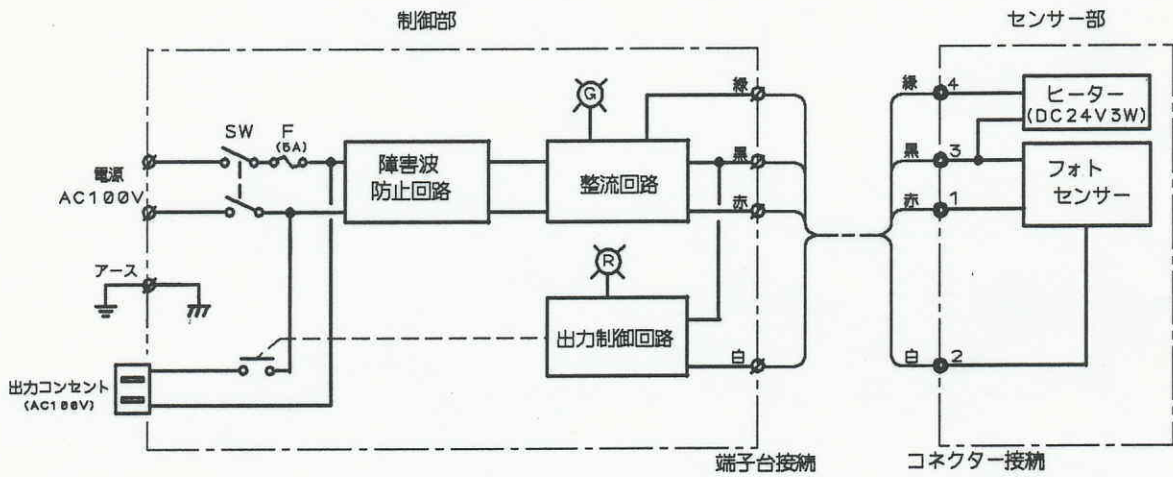 制御部
センサー部
G
緑
緑
4
ヒーター
(DC24V3W)
SW
F
(5A)
障害波
防止回路
整流回路
黒
黒
3
フォト
センサー
電源
AC100V
赤
赤
1
アース
R
出力制御回路
白
白
2
出力コンセント
(AC100V)
端子台接続
コネクター接続